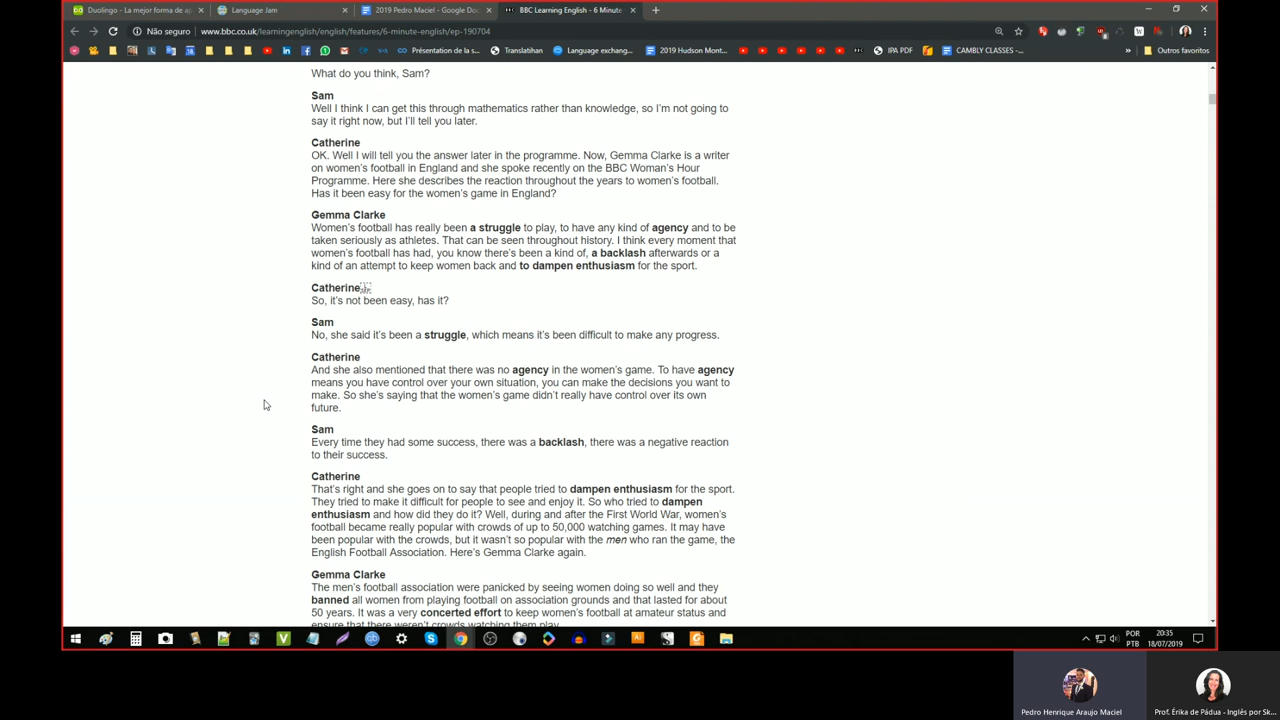 Duolingo - La mejor forma de ap
Language Jam
2019 Pedro Maciel - Google Doc
BBC Learning English - 6 Minute
Não seguro
www.bbc.co.uk/learningenglish/english/features/6-minute-english/ep-190704
Présentation de la s...
Translatihan
Language exchang...
2019 Hudson Mont...
IPA PDF
CAMBLY CLASSES -...
Outros favoritos
What do you think, Sam?
Sam
Well I think I can get this through mathematics rather than knowledge, so I'm not going to
say it right now, but I'll tell you later.
Catherine
OK. Well I will tell you the answer later in the programme. Now, Gemma Clarke is a writer
on women's football in England and she spoke recently on the BBC Woman's Hour
Programme. Here she describes the reaction throughout the years to women's football.
Has it been easy for the women's game in England?
Gemma Clarke
Women's football has really been a struggle to play, to have any kind of agency and to be
taken seriously as athletes. That can be seen throughout history. I think every moment that
women's football has had, you know there's been a kind of, a backlash afterwards or a
kind of an attempt to keep women back and to dampen enthusiasm for the sport.
Catherine
So, it's not been easy, has it?
Sam
No, she said it's been a struggle, which means it's been difficult to make any progress.
Catherine
And she also mentioned that there was no agency in the women's game. To have agency
means you have control over your own situation, you can make the decisions you want to
make. So she's saying that the women's game didn't really have control over its own
future.
Sam
Every time they had some success, there was a backlash, there was a negative reaction
to their success.
Catherine
That's right and she goes on to say that people tried to dampen enthusiasm for the sport.
They tried to make it difficult for people to see and enjoy it. So who tried to dampen
enthusiasm and how did they do it? Well, during and after the First World War, women's
football became really popular with crowds of up to 50,000 watching games. It may have
been popular with the crowds, but it wasn't so popular with the men who ran the game, the
English Football Association. Here's Gemma Clarke again.
Gemma Clarke
The men's football association were panicked by seeing women doing so well and they
banned all women from playing football on association grounds and that lasted for about
50 years. It was a very concerted effort to keep women's football at amateur status and
ensure that there weren't crowds watching them play
POR
PTB
20:35
18/07/2019
Pedro Henrique Araujo Maciel
Prof. Érika de Pádua - Inglês por Sk...